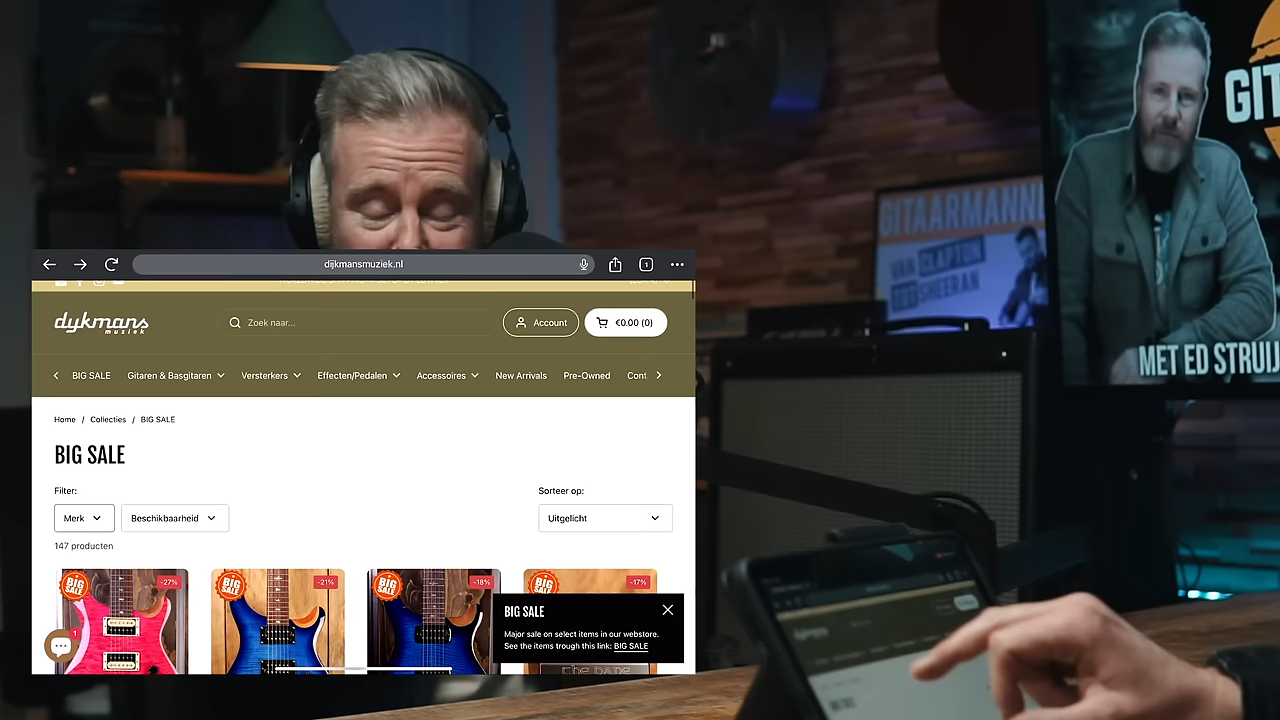 GIT
GITAARMANN
VAN CLAPTON
TOT SHEERAN
MET ED STRUIJ
dijkmansmuziek.nl
1
dykmans
muziek
Zoek naar...
Account
€0.00 (0)
BIG SALE
Gitaren & Basgitaren
Versterkers
Effecten/Pedalen
Accessoires
New Arrivals
Pre-Owned
Cont
Home / Collecties / BIG SALE
BIG SALE
Filter:
Sorteer op:
Merk
Beschikbaarheid
Uitgelicht
147 producten
BIG SALE
-27%
BIG SALE
-21%
BIG SALE
-18%
BIG SALE
-17%
1
BIG SALE
Major sale on select items in our webstore.
See the items trough this link: BIG SALE